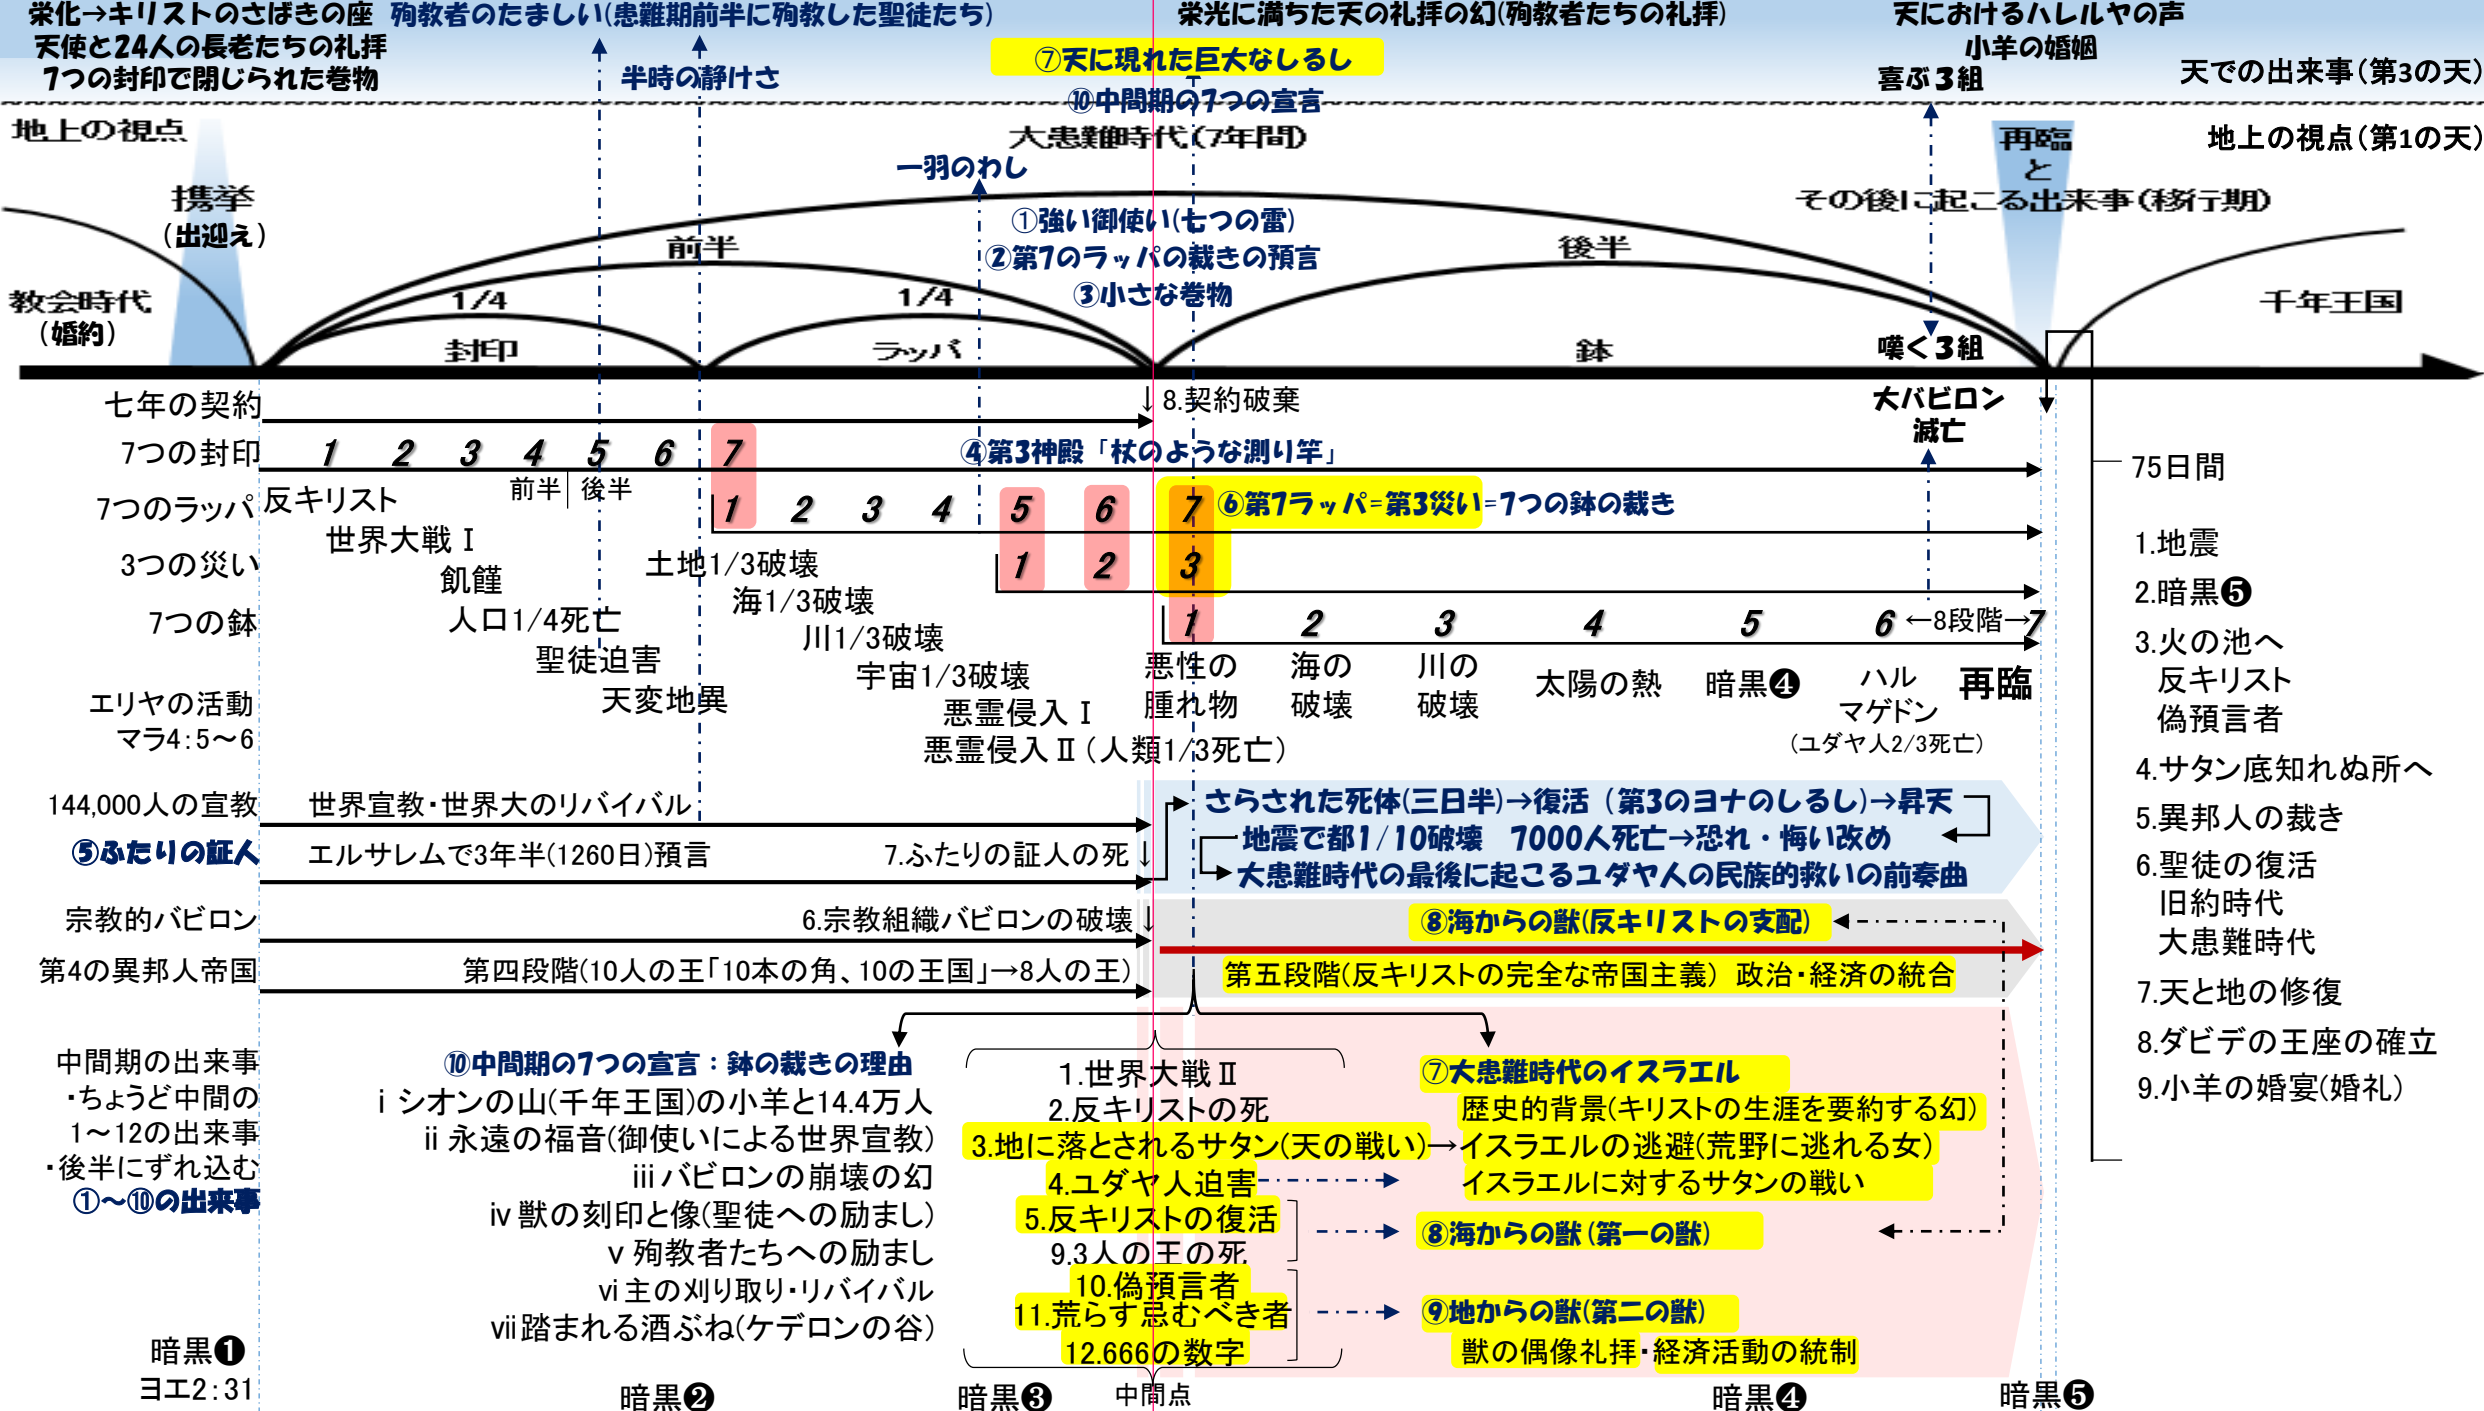 栄化→キリストのさばきの座
天使と24人の長老たちの礼拝
7つの封印で閉じられた巻物
殉教者のたましい(患難期前半に殉教した聖徒たち)
半時の静けさ
栄光に満ちた天の礼拝の幻(殉教者たちの礼拝)
⑦天に現れた巨大なしるし
⑩中間期の7つの宣言
天におけるハレルヤの声
小羊の婚姻
喜ぶ3組
天での出来事(第3の天)
地上の視点
大患難時代(7年間)
地上の視点(第1の天)
携挙
(出迎え)
一羽のわし
再臨
と
その後に起こる出来事(移行期)
①強い御使い(七つの雷)
②第7のラッパの裁きの預言
③小さな巻物
前半
後半
教会時代
(婚約)
1/4
1/4
千年王国
封印
ラッパ
鉢
嘆く3組
七年の契約
↓8.契約破棄
大バビロン
滅亡
7つの封印
1 2 3 4 5 6 7
④第3神殿「杖のような測り竿」
前半 後半
75日間
7つのラッパ
反キリスト
1 2 3 4 5 6 7
⑥第7ラッパ=第3災い=7つの鉢の裁き
世界大戦Ⅰ
3つの災い
飢饉
土地1/3破壊
1 2 3
海1/3破壊
7つの鉢
人口1/4死亡
川1/3破壊
1 2 3 4 5 6 ←8段階→7
聖徒迫害
宇宙1/3破壊
天変地異
悪霊侵入Ⅰ
悪霊侵入Ⅱ(人類1/3死亡)
悪性の
腫れ物
海の
破壊
川の
破壊
太陽の熱
暗黒❹
ハル
マゲドン
(ユダヤ人2/3死亡)
再臨
エリヤの活動
マラ4:5～6
1.地震
2.暗黒❺
3.火の池へ
反キリスト
偽預言者
4.サタン底知れぬ所へ
5.異邦人の裁き
6.聖徒の復活
旧約時代
大患難時代
7.天と地の修復
8.ダビデの王座の確立
9.小羊の婚宴(婚礼)
144,000人の宣教
世界宣教・世界大のリバイバル
さらされた死体(三日半)→復活(第3のヨナのしるし)→昇天
地震で都1/10破壊 7000人死亡→恐れ・悔い改め
大患難時代の最後に起こるユダヤ人の民族的救いの前奏曲
⑤ふたりの証人
エルサレムで3年半(1260日)預言
7.ふたりの証人の死↓
宗教的バビロン
6.宗教組織バビロンの破壊↓
⑧海からの獣(反キリストの支配)
第4の異邦人帝国
第四段階(10人の王「10本の角、10の王国」→8人の王)
第五段階(反キリストの完全な帝国主義) 政治・経済の統合
中間期の出来事
・ちょうど中間の
1～12の出来事
・後半にずれ込む
①～⑩の出来事
⑩中間期の7つの宣言：鉢の裁きの理由
ⅰ シオンの山(千年王国)の小羊と14.4万人
ⅱ 永遠の福音(御使いによる世界宣教)
ⅲ バビロンの崩壊の幻
ⅳ 獣の刻印と像(聖徒への励まし)
ⅴ 殉教者たちへの励まし
ⅵ 主の刈り取り・リバイバル
ⅶ 踏まれる酒ぶね(ケデロンの谷)
1.世界大戦Ⅱ
2.反キリストの死
3.地に落とされるサタン(天の戦い)→
4.ユダヤ人迫害
5.反キリストの復活
9.3人の王の死
10.偽預言者
11.荒らす忌むべき者
12.666の数字
⑦大患難時代のイスラエル
歴史的背景(キリストの生涯を要約する幻)
イスラエルの逃避(荒野に逃れる女)
イスラエルに対するサタンの戦い
⑧海からの獣(第一の獣)
⑨地からの獣(第二の獣)
獣の偶像礼拝・経済活動の統制
暗黒❶
ヨエ2:31
暗黒❷
暗黒❸
中間点
暗黒❹
暗黒❺